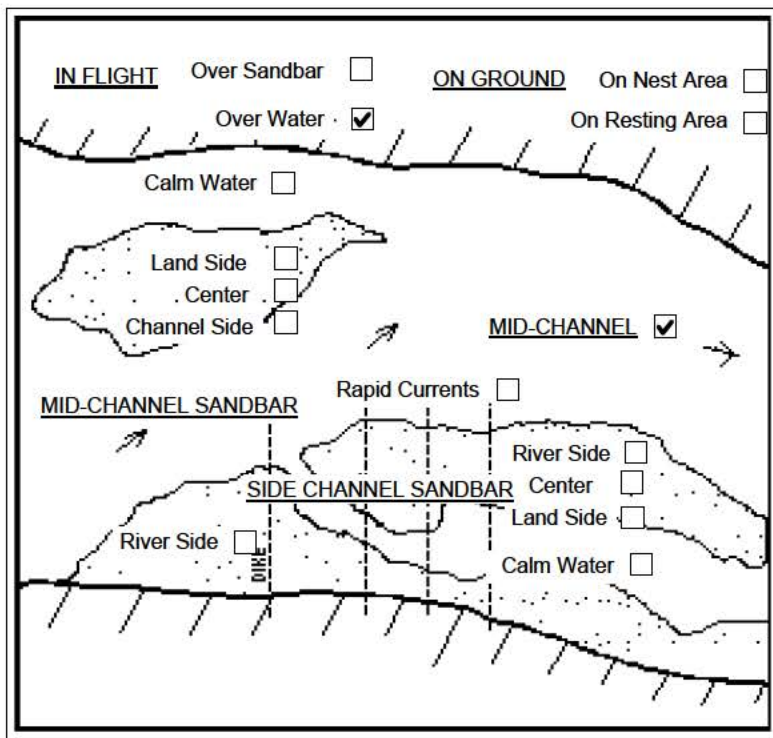 IN FLIGHT Over Sandbar ☐ ON GROUND On Nest Area ☐
Over Water ☑ On Resting Area ☐
Calm Water ☐
Land Side ☐
Center ☐
Channel Side ☐
MID-CHANNEL ☑
Rapid Currents ☐
MID-CHANNEL SANDBAR
River Side ☐
SIDE CHANNEL SANDBAR Center ☐
Land Side ☐
River Side ☐
DIKE
Calm Water ☐